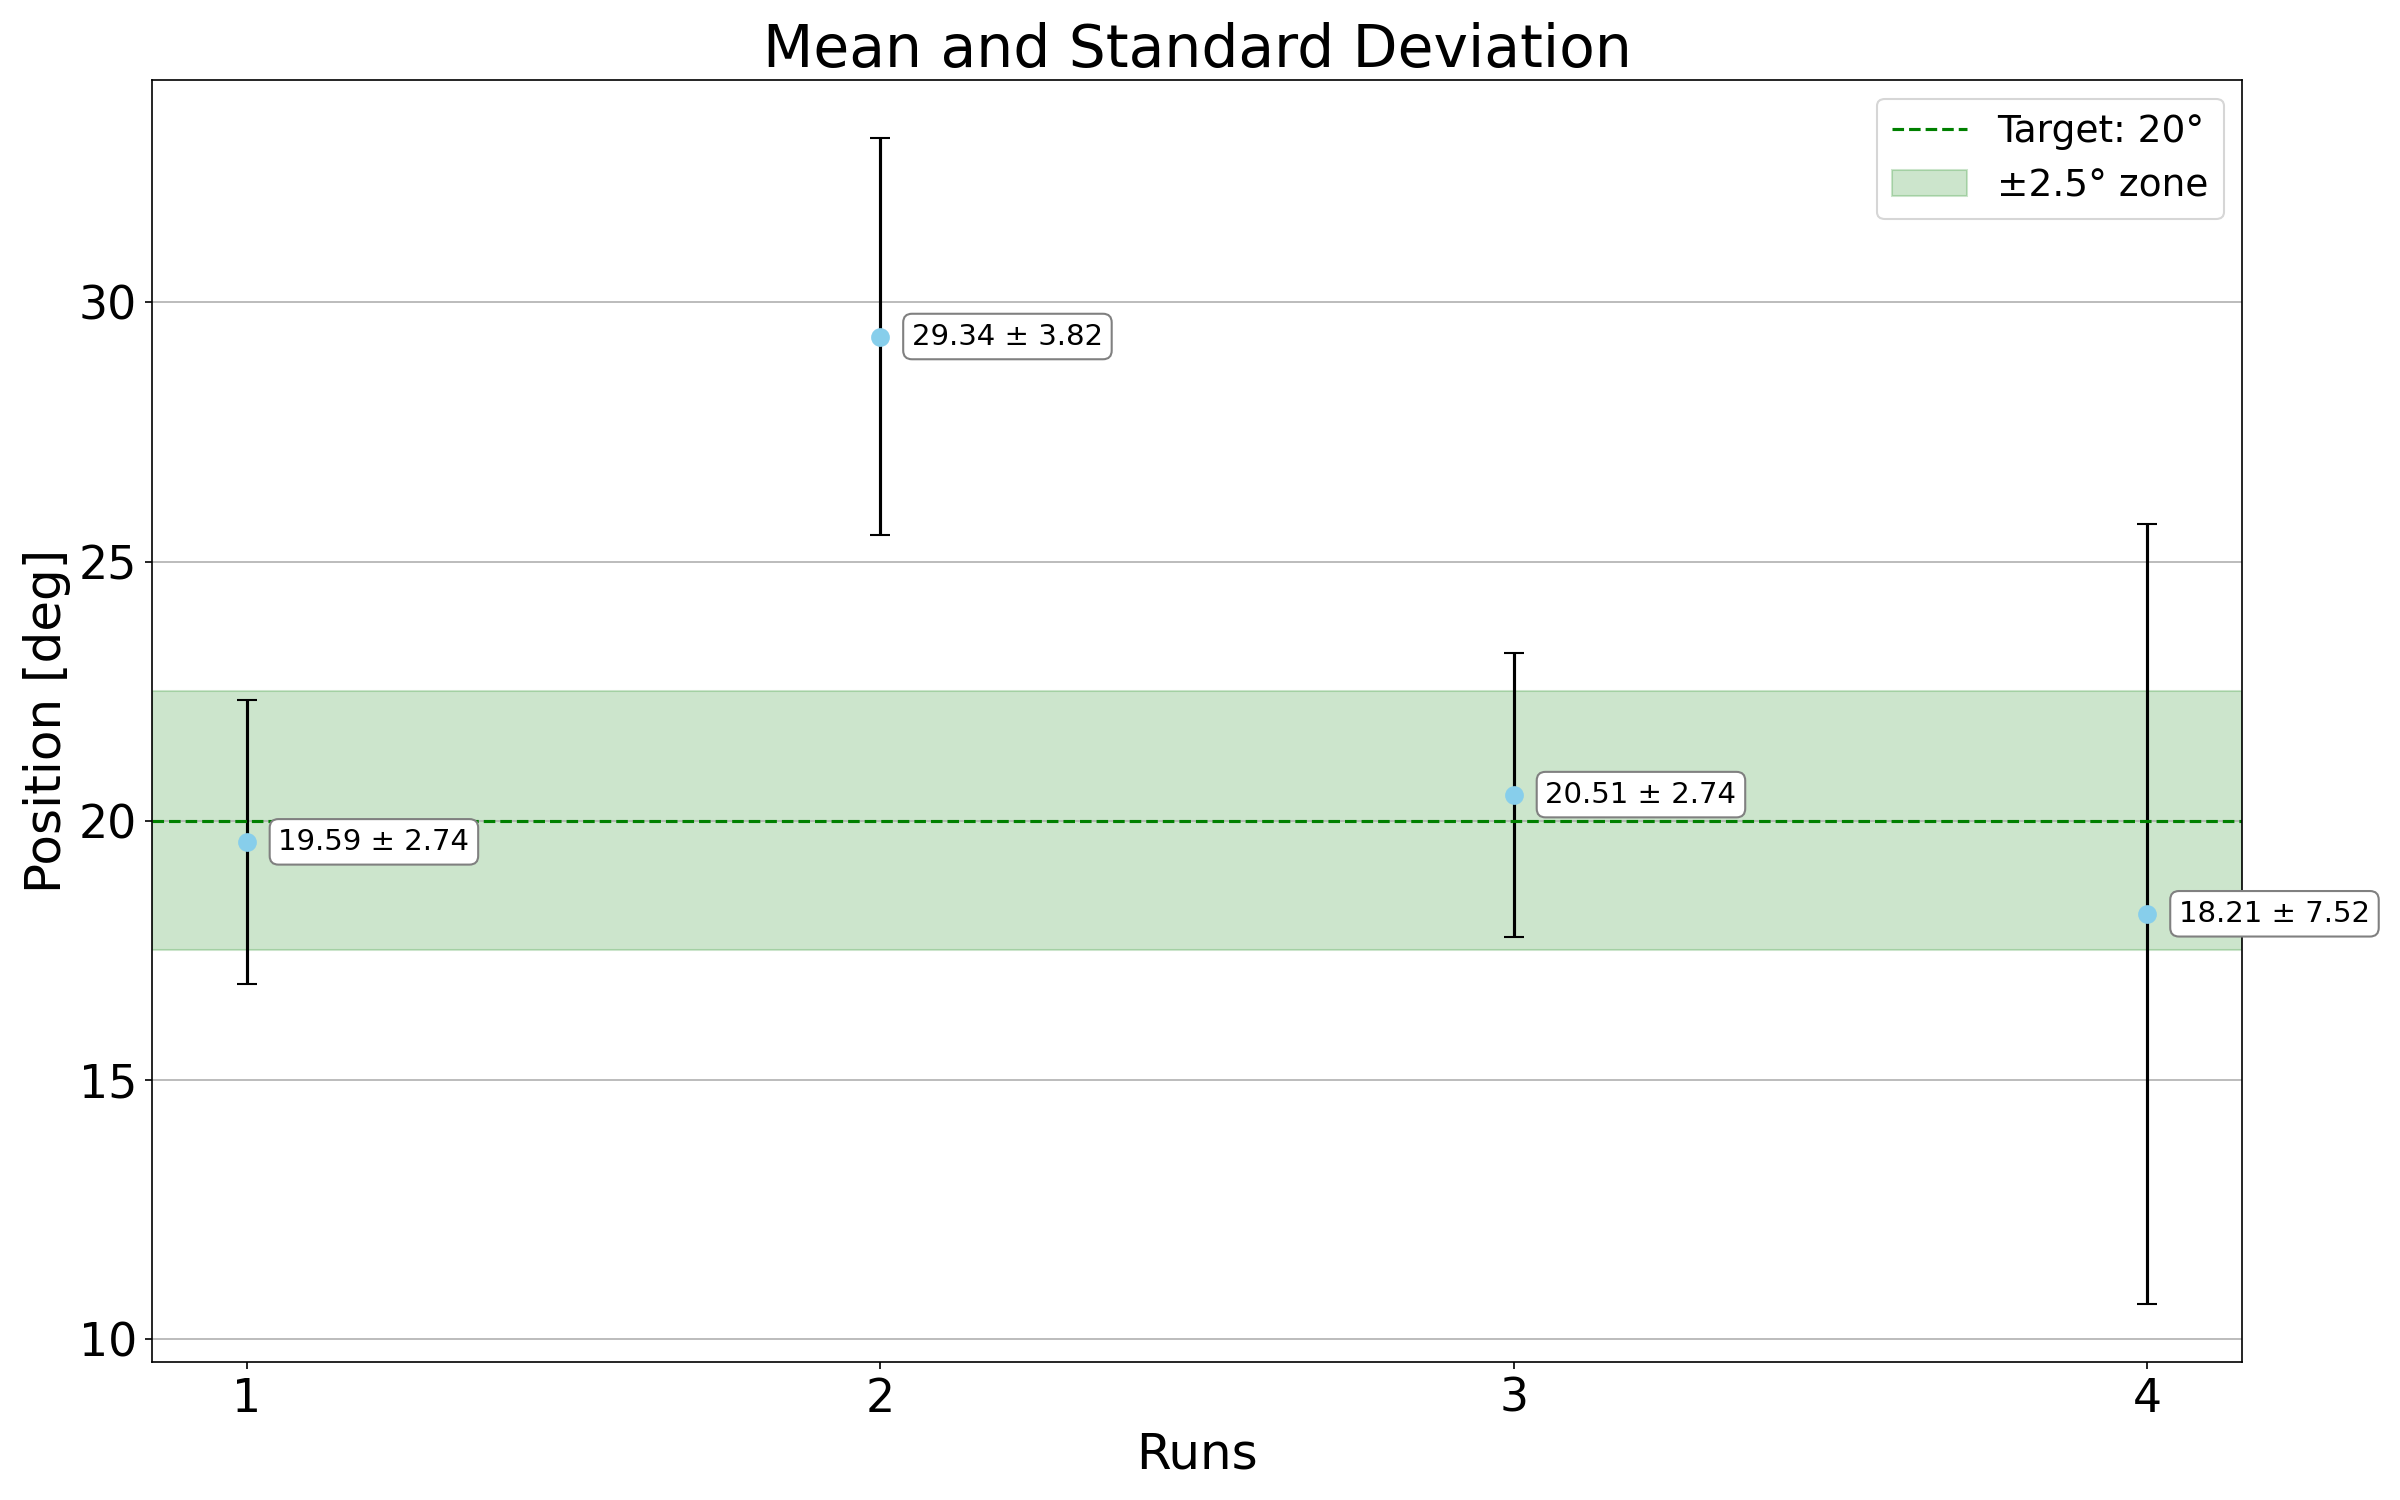 Mean and Standard Deviation
Target: 20°
±2.5° zone
Position [deg]
30
25
20
15
10
29.34 ± 3.82
20.51 ± 2.74
19.59 ± 2.74
18.21 ± 7.52
1
2
3
4
Runs